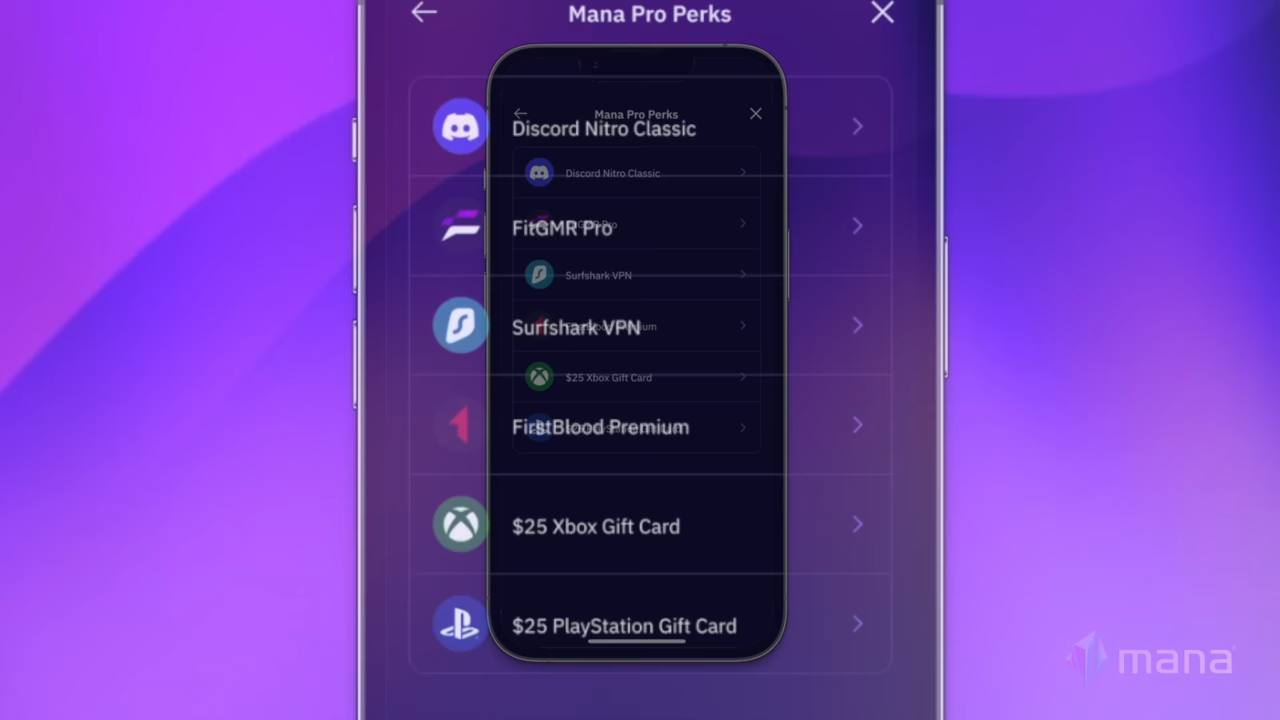 Mana Pro Perks
Discord Nitro Classic
FitGMR Pro
Surfshark VPN
FirstBlood Premium
$25 Xbox Gift Card
$25 PlayStation Gift Card
Mana Pro Perks
Discord Nitro Classic
Surfshark VPN
$25 Xbox Gift Card
mana